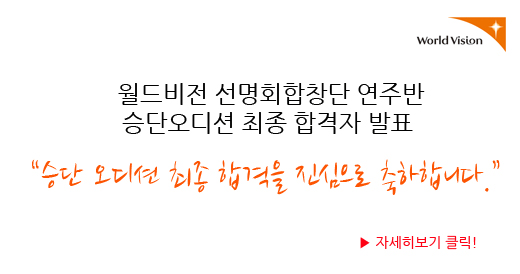 World Vision
월드비전 선명회합창단 연주반
승단오디션 최종 합격자 발표
“승단 오디션 최종 합격을 진심으로 축하합니다.”
▶ 자세히보기 클릭!